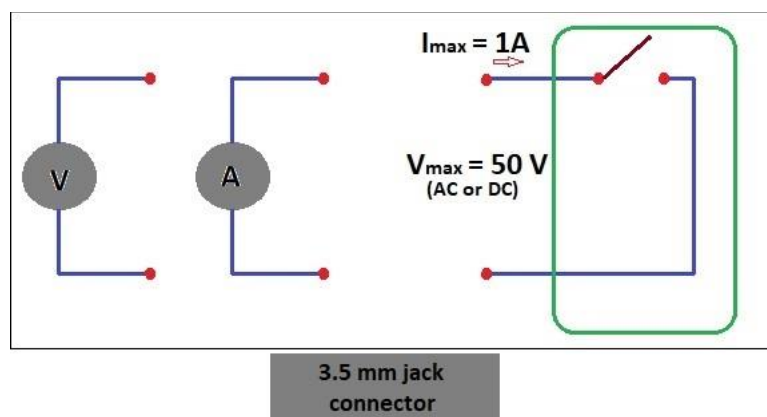 Imax = 1A
V
A
Vmax = 50 V
(AC or DC)
3.5 mm jack
connector